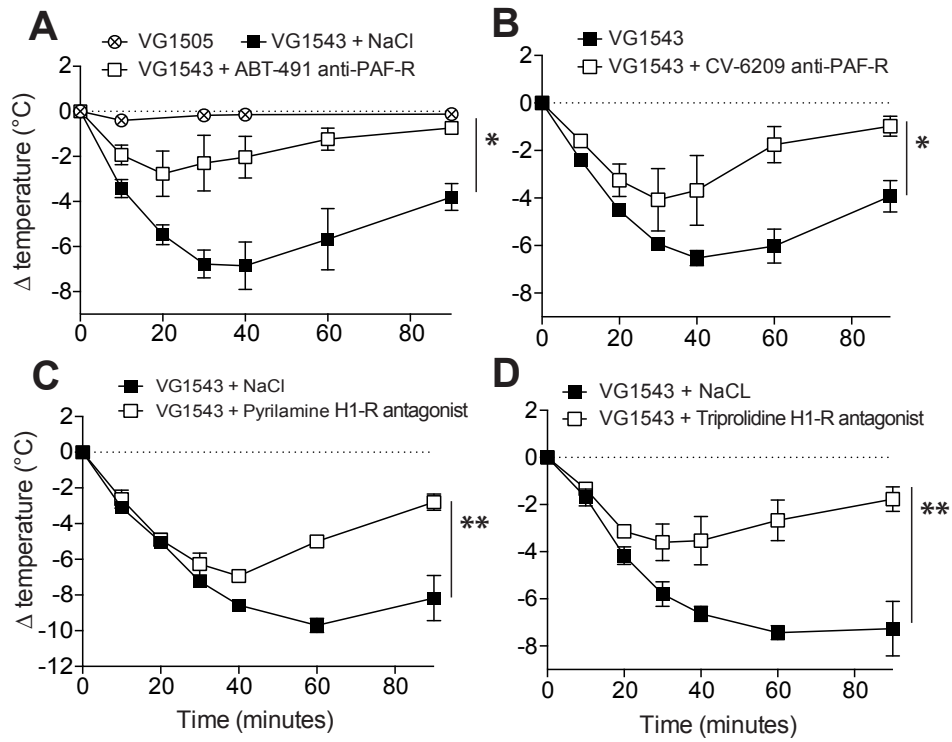 A
VG1505 VG1543 + NaCl
VG1543 + ABT-491 anti-PAF-R
Δ temperature (°C)
2
0
-2
-4
-6
-8
0 20 40 60 80
*
B
VG1543
VG1543 + CV-6209 anti-PAF-R
2
0
-2
-4
-6
-8
0 20 40 60 80
*
C
VG1543 + NaCl
VG1543 + Pyrilamine H1-R antagonist
Δ temperature (°C)
2
0
-2
-4
-6
-8
-10
-12
0 20 40 60 80
Time (minutes)
**
D
VG1543 + NaCL
VG1543 + Triprolidine H1-R antagonist
2
0
-2
-4
-6
-8
0 20 40 60 80
Time (minutes)
**